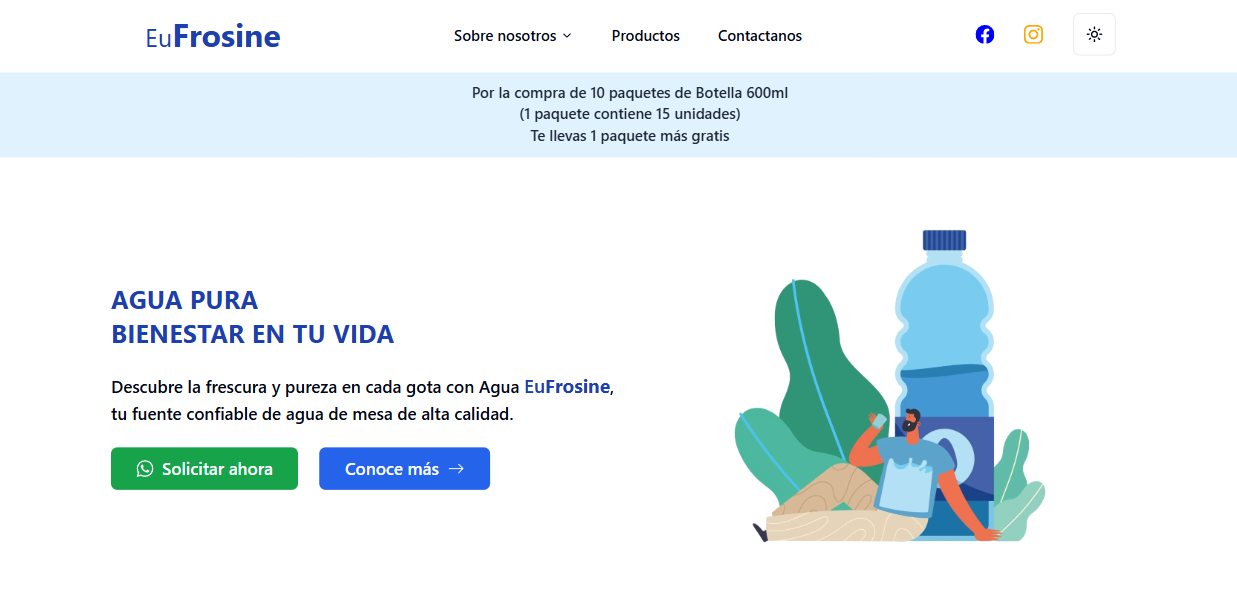 EuFrosine
Sobre nosotros
Productos
Contactanos
Por la compra de 10 paquetes de Botella 600ml
(1 paquete contiene 15 unidades)
Te llevas 1 paquete más gratis
AGUA PURA
BIENESTAR EN TU VIDA
Descubre la frescura y pureza en cada gota con Agua EuFrosine,
tu fuente confiable de agua de mesa de alta calidad.
Solicitar ahora
Conoce más